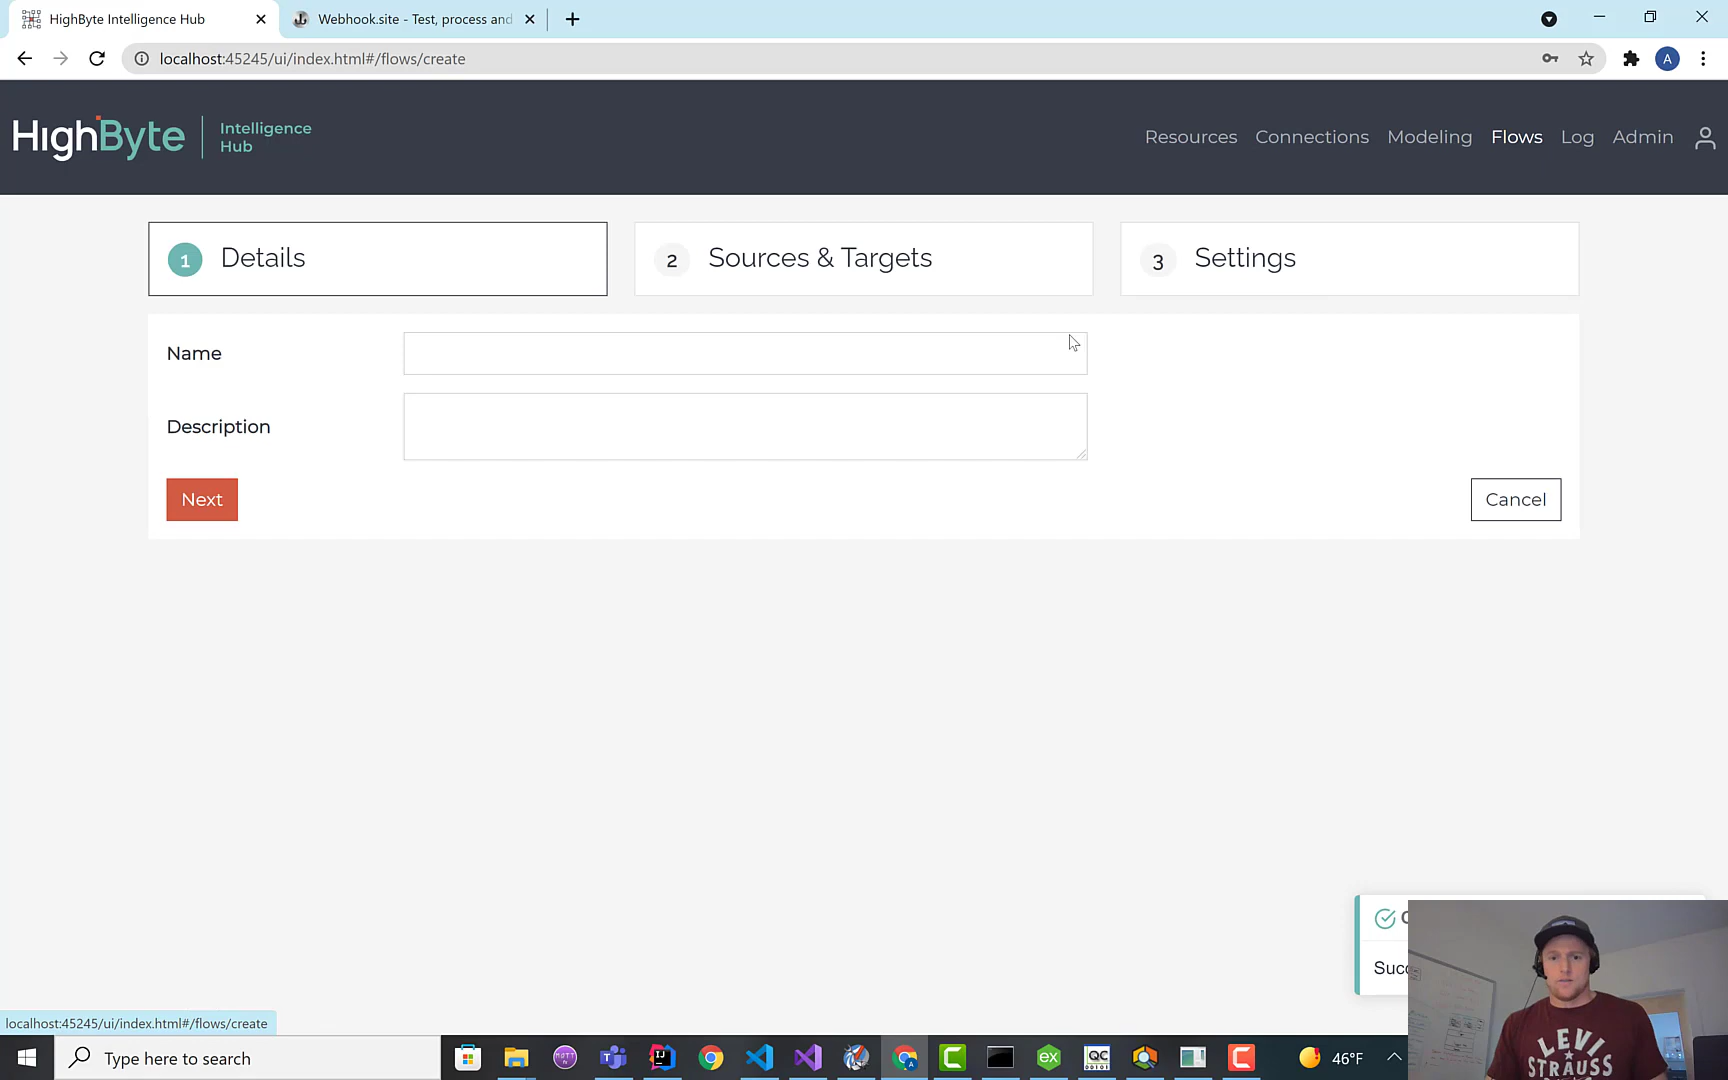 HighByte Intelligence Hub
Webhook.site - Test, process and
localhost:45245/ui/index.html#/flows/create
A
HighByte
Intelligence
Hub
Resources Connections Modeling Flows Log Admin
1 Details
2 Sources & Targets
3 Settings
Name
Description
Next
Cancel
Succ
LEVI
STRAUSS
localhost:45245/ui/index.html#/flows/create
Type here to search
46°F